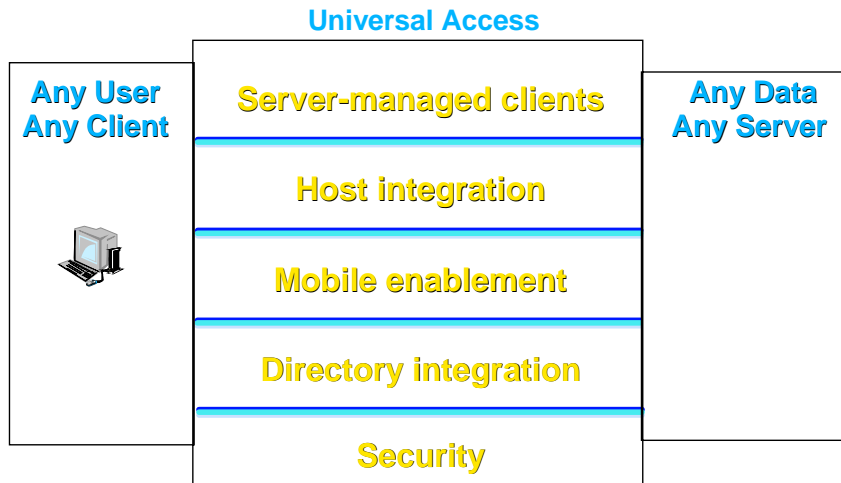 Universal Access
Any User
Any Client
Server-managed clients
Host integration
Mobile enablement
Directory integration
Security
Any Data
Any Server